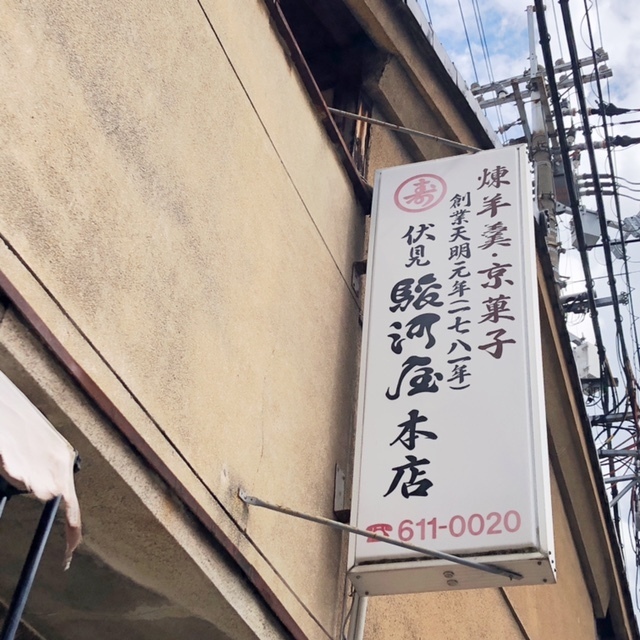 煉羊羹・京菓子
創業天明元年(一七八一年)
寿
伏見
駿河屋本店
☎611-0020